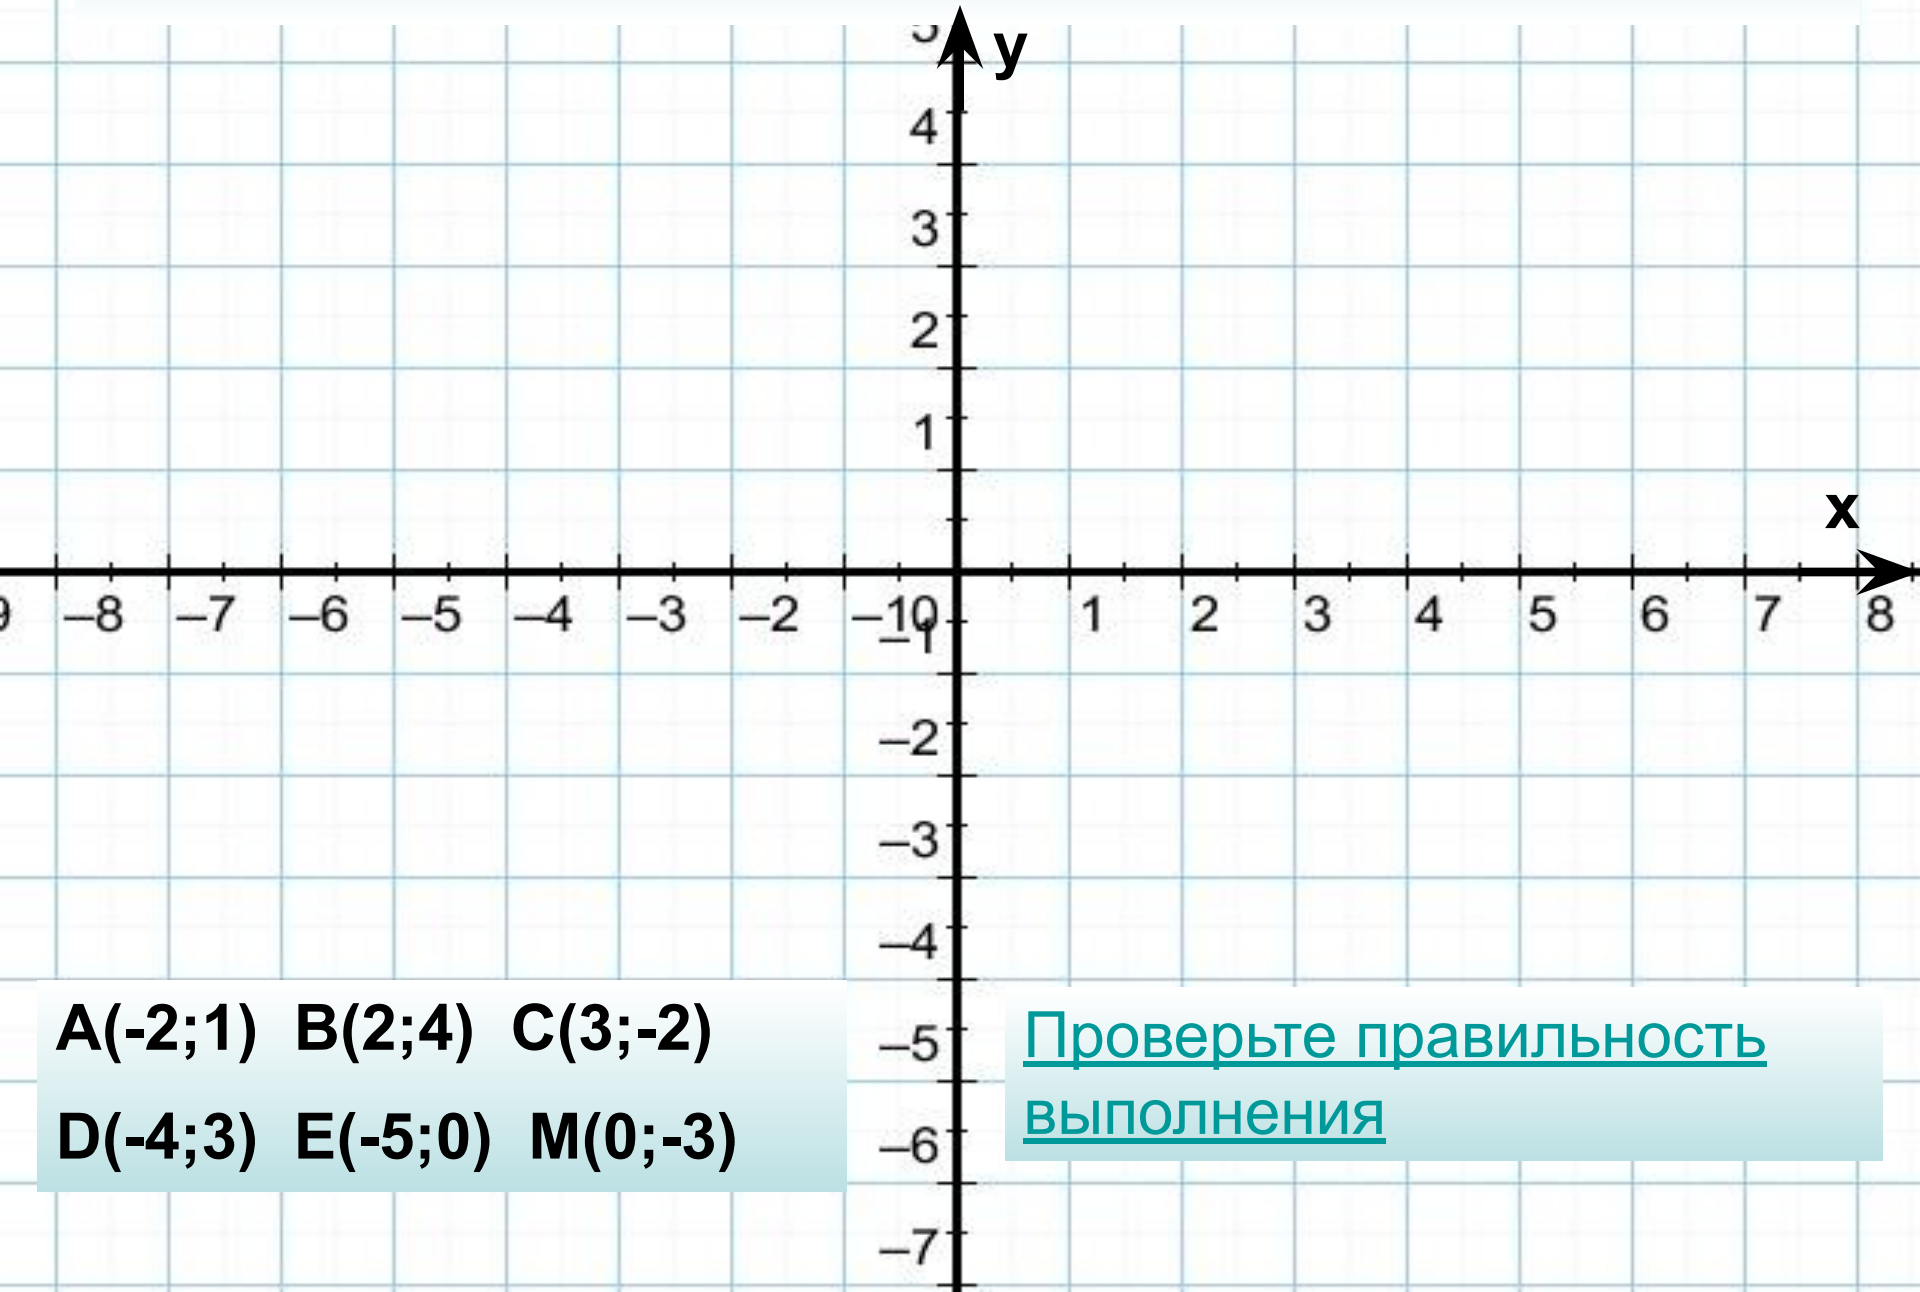 5
y
4
3
2
1
x
9 –8 –7 –6 –5 –4 –3 –2 –1 0 1 2 3 4 5 6 7 8
–1
–2
–3
–4
–5
–6
–7
A(-2;1) B(2;4) C(3;-2)
D(-4;3) E(-5;0) M(0;-3)
Проверьте правильность
выполнения